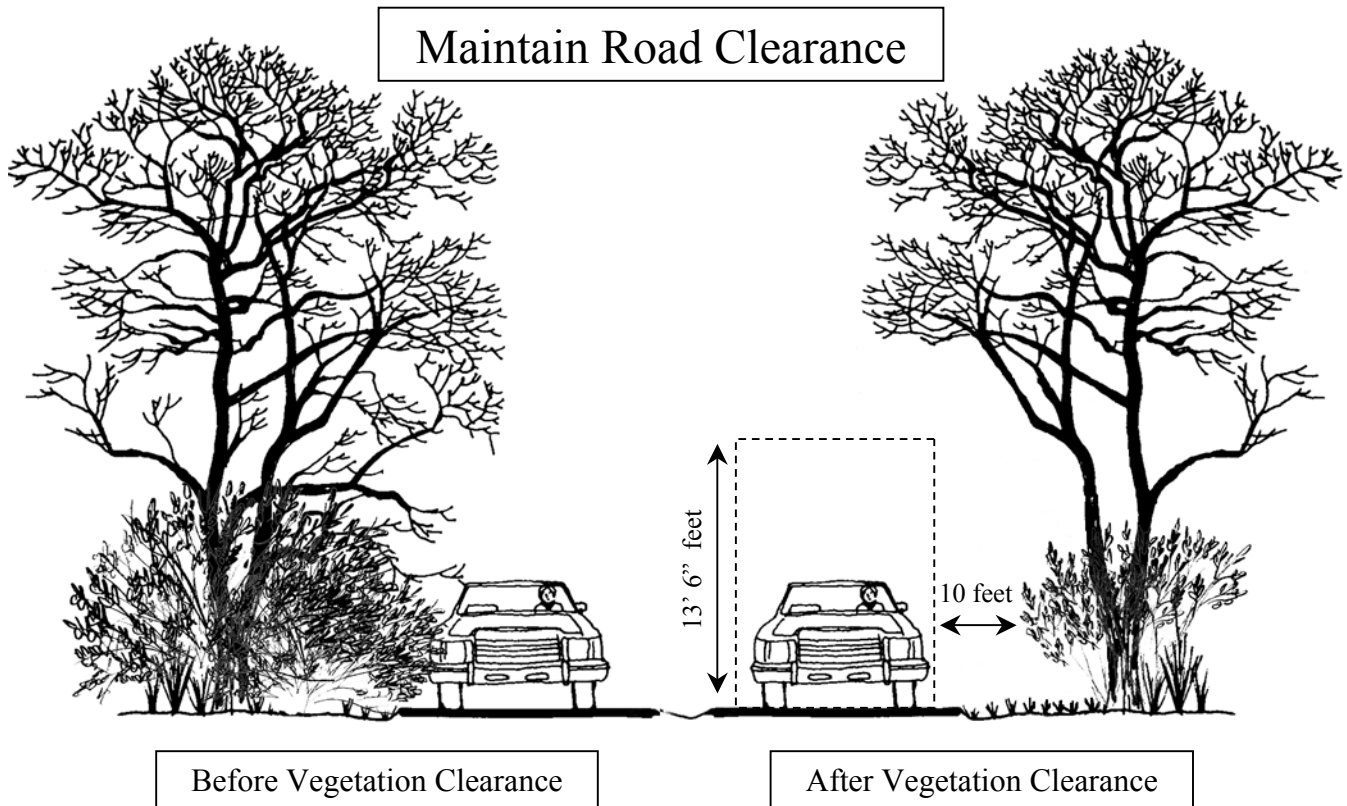 Maintain Road Clearance
13’ 6” feet
10 feet
Before Vegetation Clearance
After Vegetation Clearance